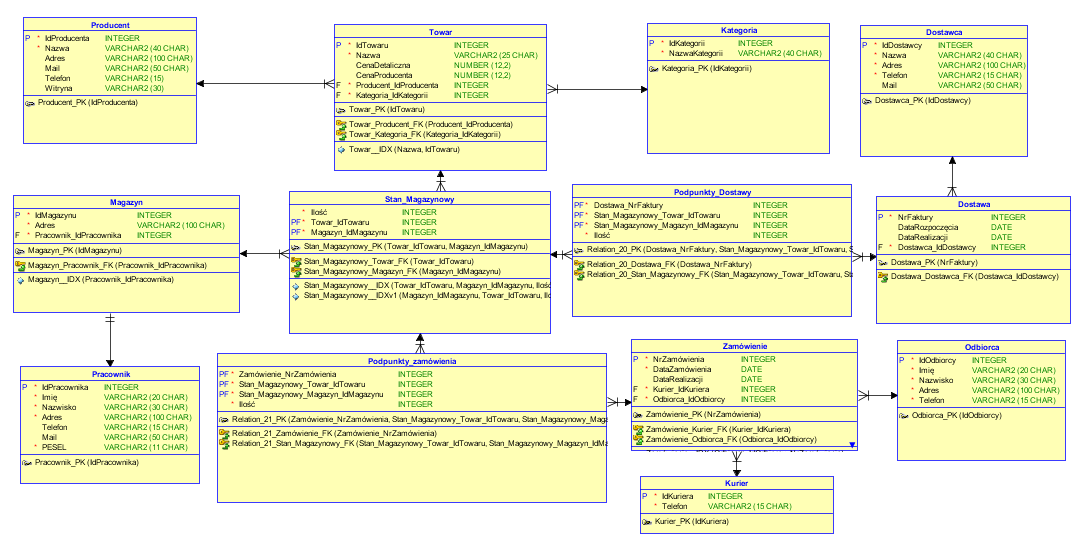 Producent
P * IdProducenta INTEGER
* Nazwa VARCHAR2 (40 CHAR)
Adres VARCHAR2 (100 CHAR)
Mail VARCHAR2 (50 CHAR)
Telefon VARCHAR2 (15)
Witryna VARCHAR2 (30)
Producent_PK (IdProducenta)
Towar
P * IdTowaru INTEGER
* Nazwa VARCHAR2 (25 CHAR)
CenaDetaliczna NUMBER (12,2)
CenaProducenta NUMBER (12,2)
F * Producent_IdProducenta INTEGER
F * Kategoria_IdKategorii INTEGER
Towar_PK (IdTowaru)
Towar_Producent_FK (Producent_IdProducenta)
Towar_Kategoria_FK (Kategoria_IdKategorii)
Towar__IDX (Nazwa, IdTowaru)
Kategoria
P * IdKategorii INTEGER
* NazwaKategorii VARCHAR2 (40 CHAR)
Kategoria_PK (IdKategorii)
Dostawca
P * IdDostawcy INTEGER
* Nazwa VARCHAR2 (40 CHAR)
* Adres VARCHAR2 (100 CHAR)
* Telefon VARCHAR2 (15 CHAR)
Mail VARCHAR2 (50 CHAR)
Dostawca_PK (IdDostawcy)
Magazyn
P * IdMagazynu INTEGER
* Adres VARCHAR2 (100 CHAR)
F * Pracownik_IdPracownika INTEGER
Magazyn_PK (IdMagazynu)
Magazyn_Pracownik_FK (Pracownik_IdPracownika)
Magazyn__IDX (Pracownik_IdPracownika)
Stan_Magazynowy
* Ilość INTEGER
PF * Towar_IdTowaru INTEGER
PF * Magazyn_IdMagazynu INTEGER
Stan_Magazynowy_PK (Towar_IdTowaru, Magazyn_IdMagazynu)
Stan_Magazynowy_Towar_FK (Towar_IdTowaru)
Stan_Magazynowy_Magazyn_FK (Magazyn_IdMagazynu)
Stan_Magazynowy__IDX (Towar_IdTowaru, Magazyn_IdMagazynu, Ilość
Stan_Magazynowy__IDXv1 (Magazyn_IdMagazynu, Towar_IdTowaru, Il
Podpunkty_Dostawy
PF * Dostawa_NrFaktury INTEGER
PF * Stan_Magazynowy_Towar_IdTowaru INTEGER
PF * Stan_Magazynowy_Magazyn_IdMagazynu INTEGER
* Ilość INTEGER
Relation_20_PK (Dostawa_NrFaktury, Stan_Magazynowy_Towar_IdTowaru, S
Relation_20_Dostawa_FK (Dostawa_NrFaktury)
Relation_20_Stan_Magazynowy_FK (Stan_Magazynowy_Towar_IdTowaru, St
Dostawa
P * NrFaktury INTEGER
DataRozpoczęcia DATE
DataRealizacji DATE
F * Dostawca_IdDostawcy INTEGER
Dostawa_PK (NrFaktury)
Dostawa_Dostawca_FK (Dostawca_IdDostawcy)
Pracownik
P * IdPracownika INTEGER
* Imię VARCHAR2 (20 CHAR)
* Nazwisko VARCHAR2 (30 CHAR)
* Adres VARCHAR2 (100 CHAR)
* Telefon VARCHAR2 (15 CHAR)
Mail VARCHAR2 (50 CHAR)
* PESEL VARCHAR2 (11 CHAR)
Pracownik_PK (IdPracownika)
Podpunkty_zamówienia
PF * Zamówienie_NrZamówienia INTEGER
PF * Stan_Magazynowy_Towar_IdTowaru INTEGER
PF * Stan_Magazynowy_Magazyn_IdMagazynu INTEGER
* Ilość INTEGER
Relation_21_PK (Zamówienie_NrZamówienia, Stan_Magazynowy_Towar_IdTowaru, Stan_Magazynowy_Maga
Relation_21_Zamówienie_FK (Zamówienie_NrZamówienia)
Relation_21_Stan_Magazynowy_FK (Stan_Magazynowy_Towar_IdTowaru, Stan_Magazynowy_Magazyn_IdMa
Zamówienie
P * NrZamówienia INTEGER
* DataZamówienia DATE
DataRealizacji DATE
F * Kurier_IdKuriera INTEGER
F * Odbiorca_IdOdbiorcy INTEGER
Zamówienie_PK (NrZamówienia)
Zamówienie_Kurier_FK (Kurier_IdKuriera)
Zamówienie_Odbiorca_FK (Odbiorca_IdOdbiorcy)
Odbiorca
P * IdOdbiorcy INTEGER
* Imię VARCHAR2 (20 CHAR)
* Nazwisko VARCHAR2 (30 CHAR)
* Adres VARCHAR2 (100 CHAR)
* Telefon VARCHAR2 (15 CHAR)
Odbiorca_PK (IdOdbiorcy)
Kurier
P * IdKuriera INTEGER
* Telefon VARCHAR2 (15 CHAR)
Kurier_PK (IdKuriera)